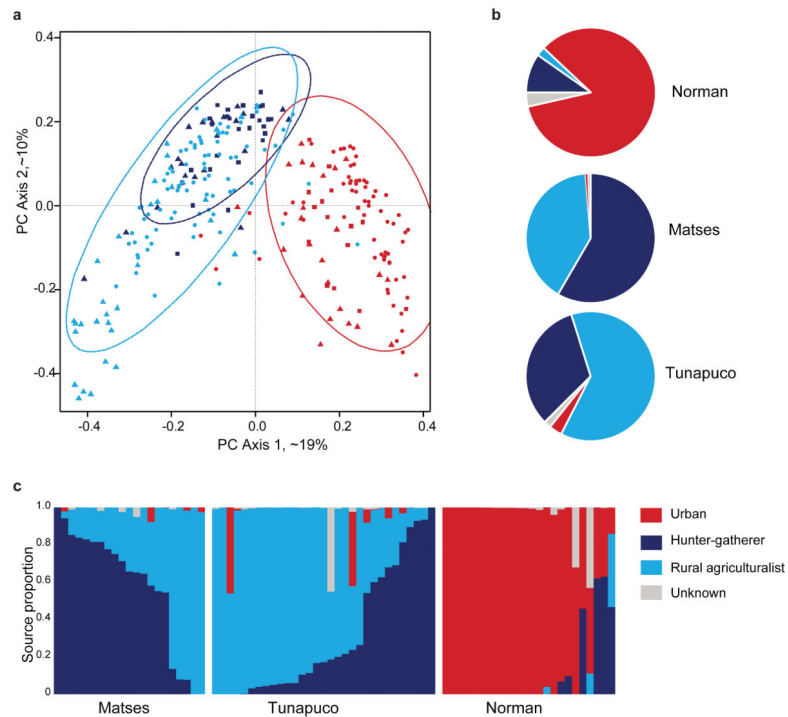 a
b
0.4
0.2
0.0
-0.2
-0.4
PC Axis 2,~10%
-0.4
-0.2
0.0
0.2
0.4
PC Axis 1, ~19%
Norman
Matses
Tunapuco
c
1.0
0.8
0.6
0.4
0.2
0
Source proportion
Matses
Tunapuco
Norman
Urban
Hunter-gatherer
Rural agriculturalist
Unknown